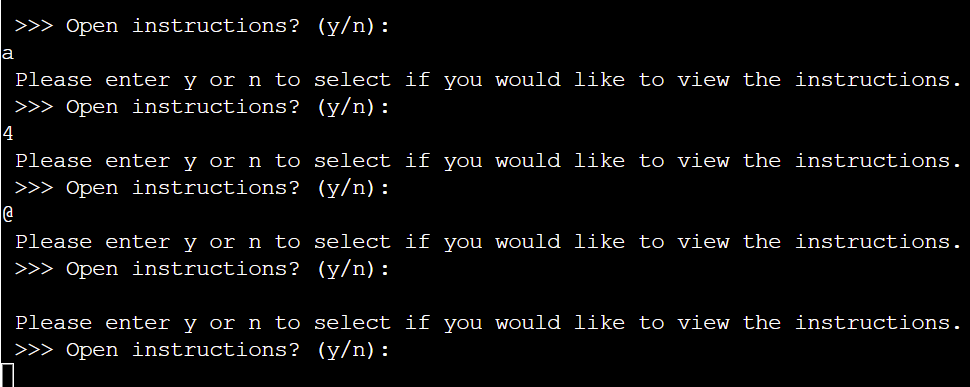 >>> Open instructions? (y/n):
a
Please enter y or n to select if you would like to view the instructions.
>>> Open instructions? (y/n):
4
Please enter y or n to select if you would like to view the instructions.
>>> Open instructions? (y/n):
@
Please enter y or n to select if you would like to view the instructions.
>>> Open instructions? (y/n):
Please enter y or n to select if you would like to view the instructions.
>>> Open instructions? (y/n):